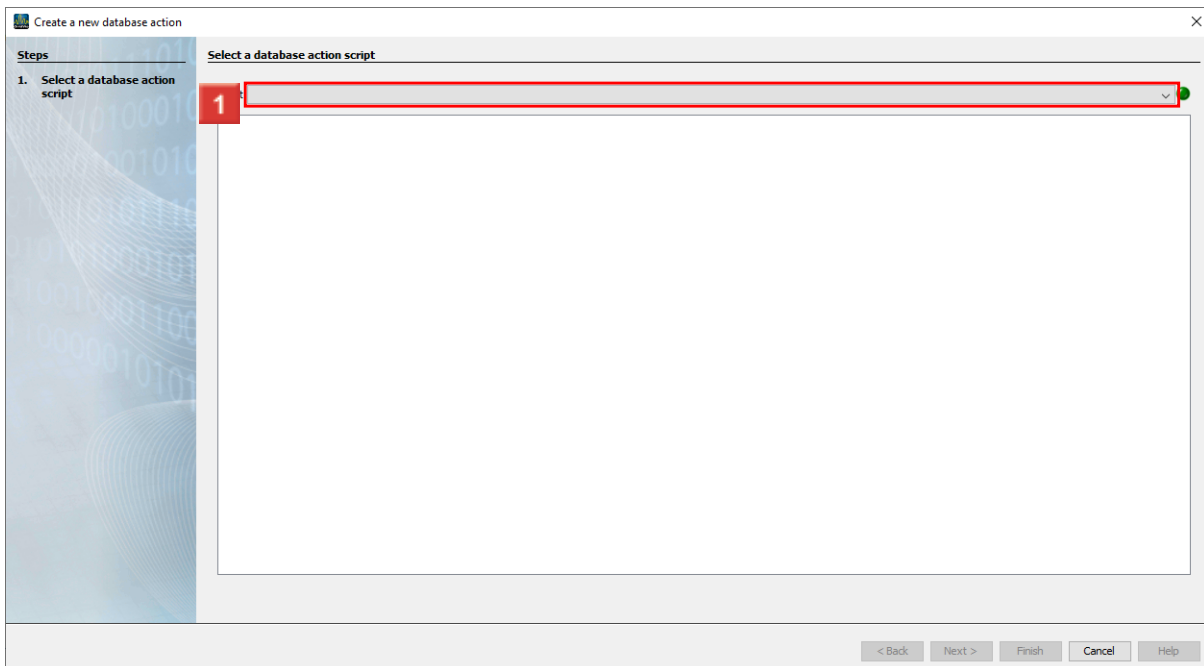 Create a new database action
Steps
1. Select a database action
script
Select a database action script
1
t
< Back Next > Finish Cancel Help